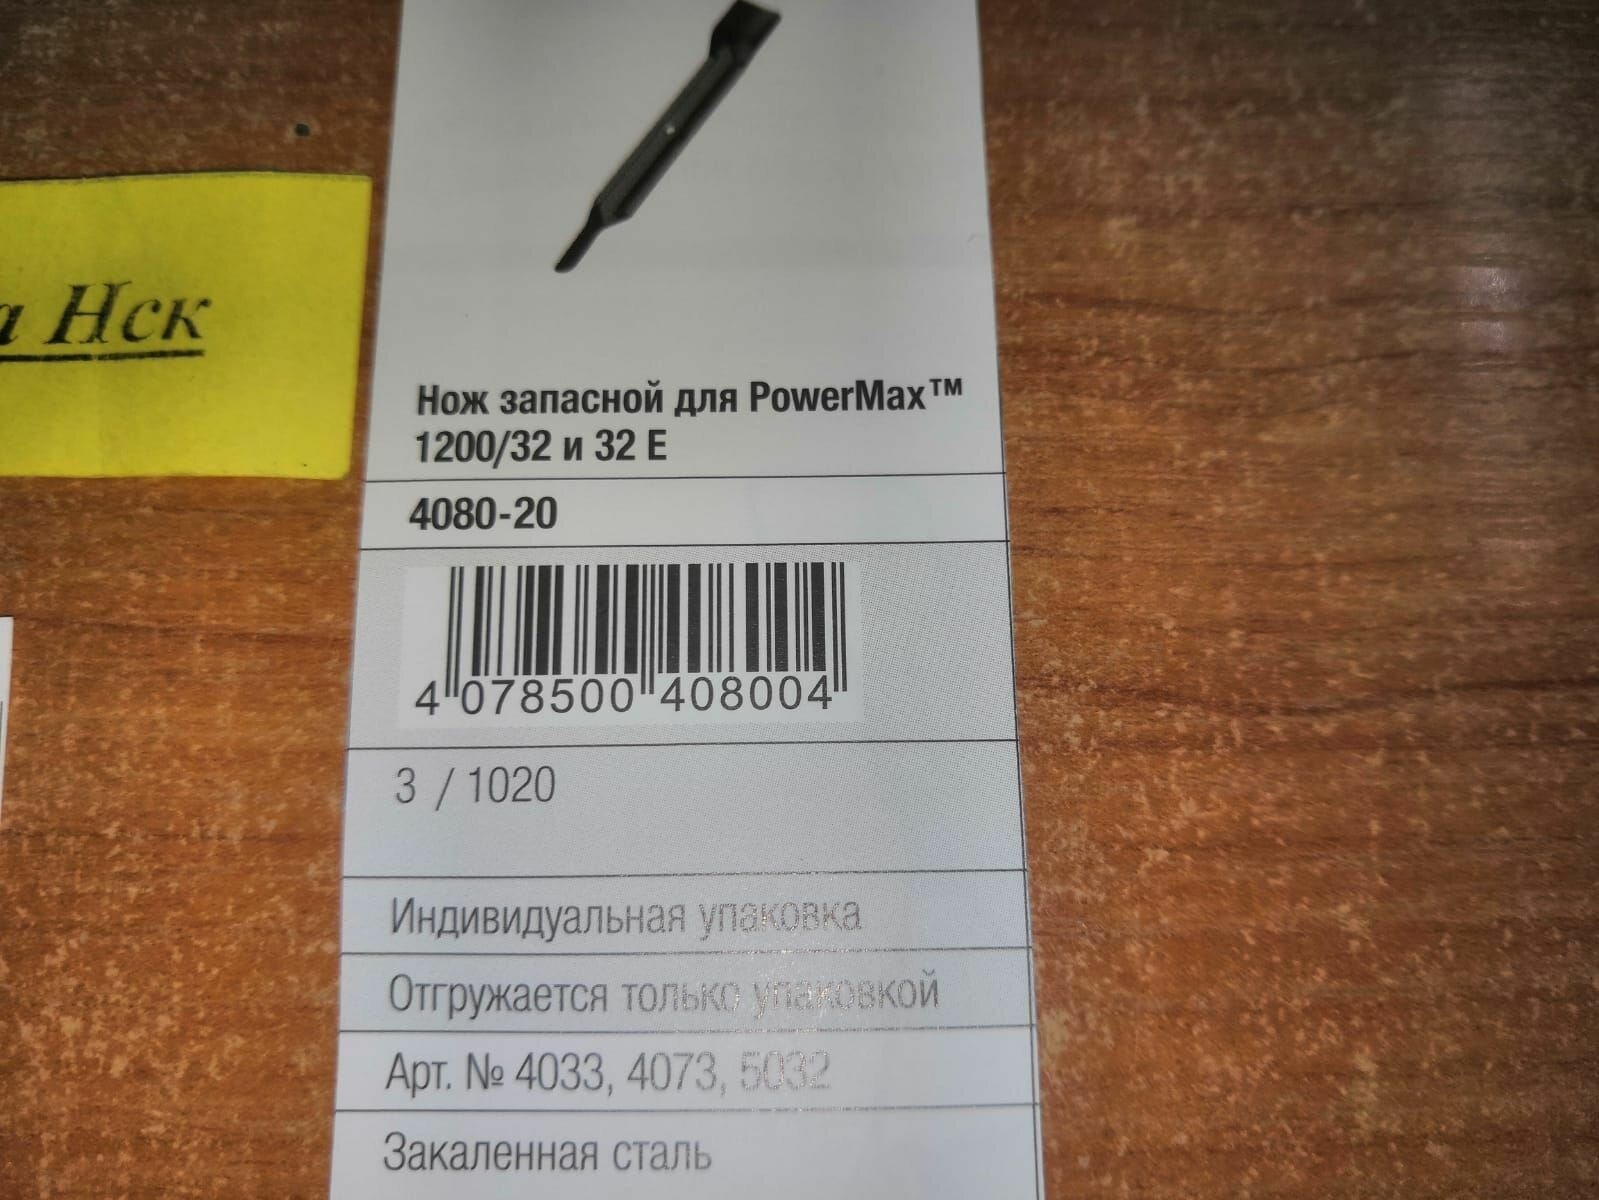 а Нск
Нож запасной для PowerMax™
1200/32 и 32 E
4080-20
4 078500 408004
3 / 1020
Индивидуальная упаковка
Отгружается только упаковкой
Арт. № 4033, 4073, 5032
Закаленная сталь